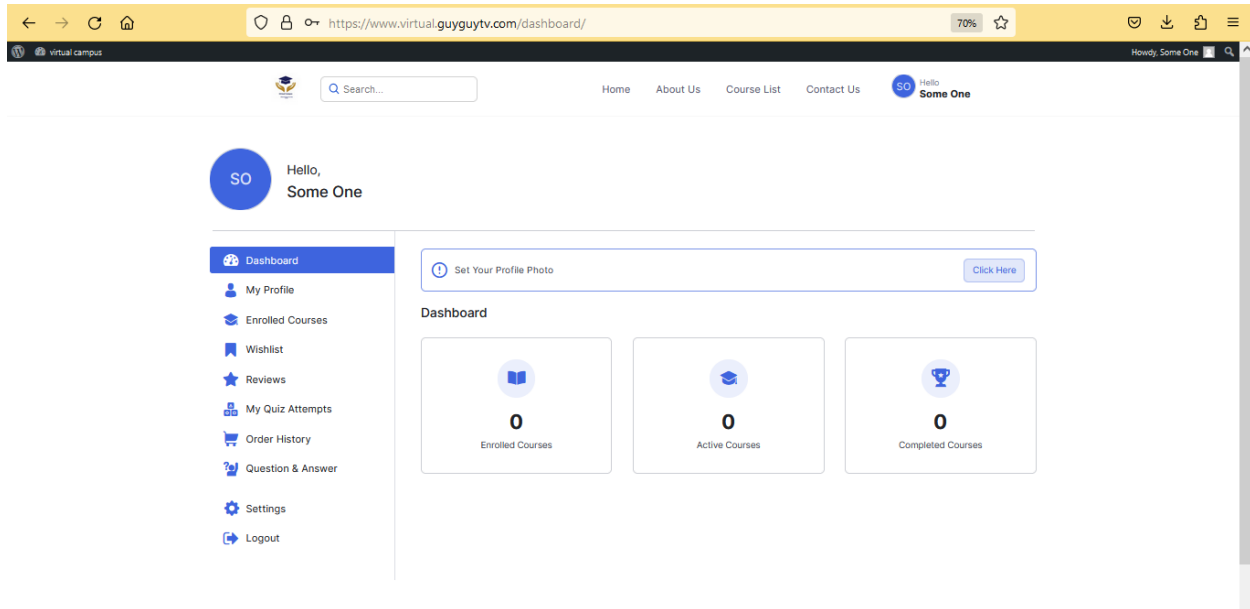 https://www.virtual.guyguytv.com/dashboard/ 70%
virtual campus Howdy, Some One
Search... Home About Us Course List Contact Us SO Hello
Some One
SO Hello,
Some One
Dashboard
My Profile
Enrolled Courses
Wishlist
Reviews
My Quiz Attempts
Order History
Question & Answer
Settings
Logout
Set Your Profile Photo Click Here
Dashboard
0 0 0
Enrolled Courses Active Courses Completed Courses